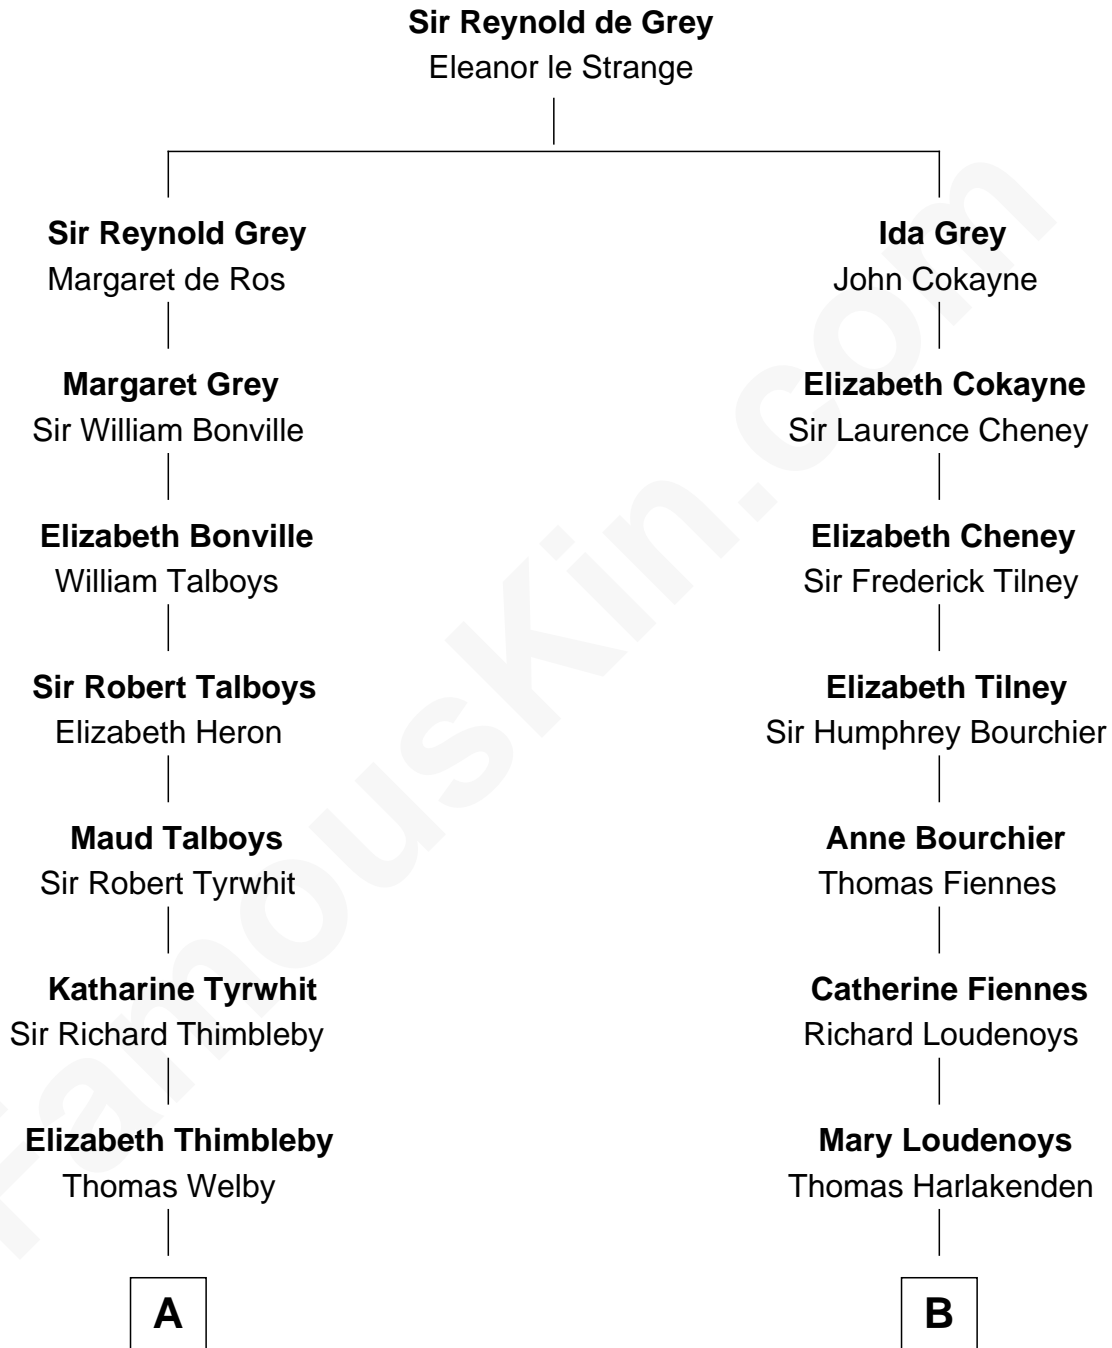 Sir Reynold de Grey
Eleanor le Strange
Sir Reynold Grey
Margaret de Ros
Ida Grey
John Cokayne
Margaret Grey
Sir William Bonville
Elizabeth Cokayne
Sir Laurence Cheney
Elizabeth Bonville
William Talboys
Elizabeth Cheney
Sir Frederick Tilney
Sir Robert Talboys
Elizabeth Heron
Elizabeth Tilney
Sir Humphrey Bourchier
Maud Talboys
Sir Robert Tyrwhit
Anne Bourchier
Thomas Fiennes
Katharine Tyrwhit
Sir Richard Thimbleby
Catherine Fiennes
Richard Loudenoys
Elizabeth Thimbleby
Thomas Welby
Mary Loudenoys
Thomas Harlakenden
A
B
FamousKin.com